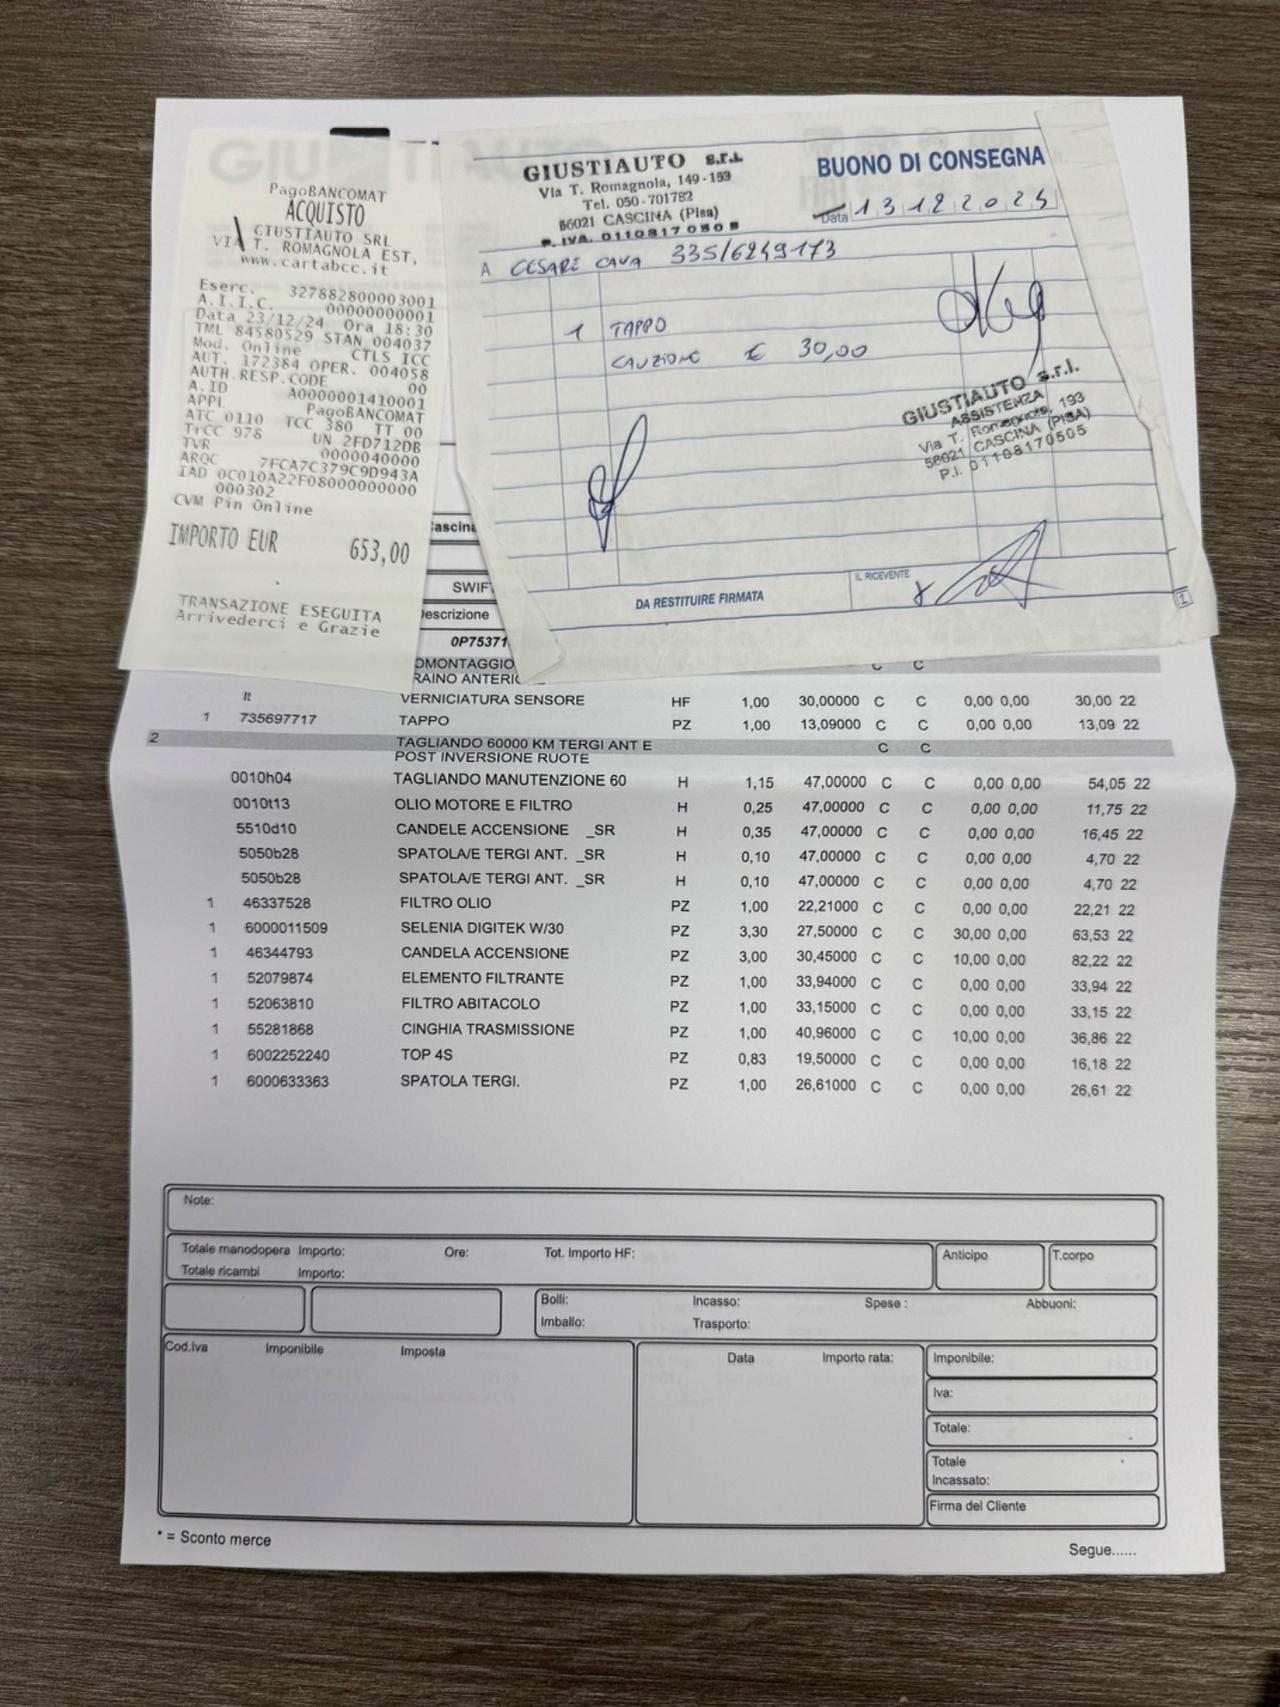 PagoBANCOMAT
ACQUISTO
GIUSTIAUTO SRL
VIA T. ROMAGNOLA EST,
www.cartabcc.it
Eserc. 327882800003001
A.I.I.C. 00000000001
Data 23/12/24 Ora 18:30
TML 84580529 STAN 004037
Mod. Online CTLS ICC
AUT. 172384 OPER. 004058
AUTH.RESP.CODE 00
A.ID A0000001410001
APPL PagoBANCOMAT
ATC 0110 TCC 380 TT 00
TrCC 978 UN 2FD712DB
TVR 0000040000
ARQC 7FCA7C379C9D943A
IAD 0C010A22F08000000000
000302
CVM Pin Online
IMPORTO EUR 653,00
TRANSAZIONE ESEGUITA
Arrivederci e Grazie
GIUSTIAUTO s.r.l.
Via T. Romagnola, 149-153
Tel. 050-701782
56021 CASCINA (Pisa)
P. IVA. 0110817050
BUONO DI CONSEGNA
Data 13 12 2024
A CESARE CAVA 335/6249173
1 TAPPO
CAUZIONE € 30,00
GIUSTIAUTO s.r.l.
ASSISTENZA
Via T. Romagnola, 193
56021 CASCINA (PISA)
P.I. 01108170505
DA RESTITUIRE FIRMATA
IL RICEVENTE
1
Cascina
SWIFT
Descrizione
0P75371
OMONTAGGIO C C
RAINO ANTERIO
lt VERNICIATURA SENSORE HF 1,00 30,00000 C C 0,00 0,00 30,00 22
1 735697717 TAPPO PZ 1,00 13,09000 C C 0,00 0,00 13,09 22
2 TAGLIANDO 60000 KM TERGI ANT E C C
POST INVERSIONE RUOTE
0010h04 TAGLIANDO MANUTENZIONE 60 H 1,15 47,00000 C C 0,00 0,00 54,05 22
0010t13 OLIO MOTORE E FILTRO H 0,25 47,00000 C C 0,00 0,00 11,75 22
5510d10 CANDELE ACCENSIONE _SR H 0,35 47,00000 C C 0,00 0,00 16,45 22
5050b28 SPATOLA/E TERGI ANT. _SR H 0,10 47,00000 C C 0,00 0,00 4,70 22
5050b28 SPATOLA/E TERGI ANT. _SR H 0,10 47,00000 C C 0,00 0,00 4,70 22
1 46337528 FILTRO OLIO PZ 1,00 22,21000 C C 0,00 0,00 22,21 22
1 6000011509 SELENIA DIGITEK W/30 PZ 3,30 27,50000 C C 30,00 0,00 63,53 22
1 46344793 CANDELA ACCENSIONE PZ 3,00 30,45000 C C 10,00 0,00 82,22 22
1 52079874 ELEMENTO FILTRANTE PZ 1,00 33,94000 C C 0,00 0,00 33,94 22
1 52063810 FILTRO ABITACOLO PZ 1,00 33,15000 C C 0,00 0,00 33,15 22
1 55281868 CINGHIA TRASMISSIONE PZ 1,00 40,96000 C C 10,00 0,00 36,86 22
1 6002252240 TOP 4S PZ 0,83 19,50000 C C 0,00 0,00 16,18 22
1 6000633363 SPATOLA TERGI. PZ 1,00 26,61000 C C 0,00 0,00 26,61 22
Note:
Totale manodopera Importo: Ore: Tot. Importo HF: Anticipo T.corpo
Totale ricambi Importo:
Bolli: Incasso: Spese : Abbuoni:
Imballo: Trasporto:
Cod.Iva Imponibile Imposta Data Importo rata: Imponibile:
Iva:
Totale:
Totale
Incassato:
Firma del Cliente
* = Sconto merce
Segue......